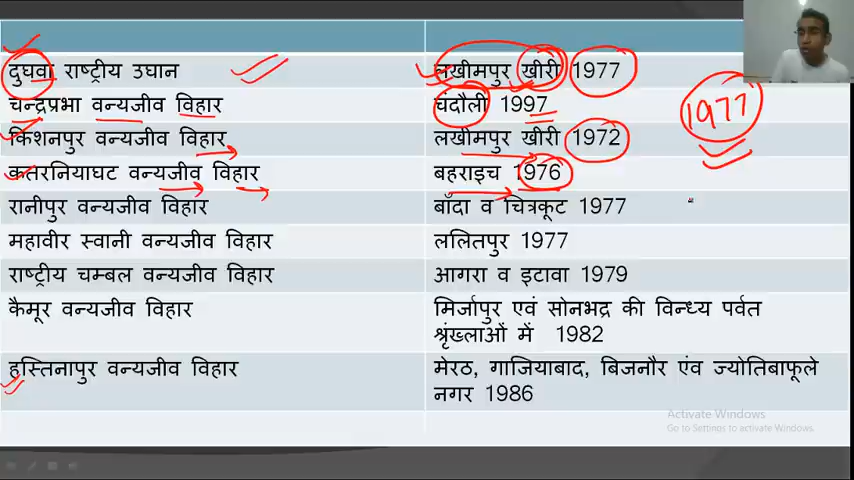 दुघवा राष्ट्रीय उघान लखीमपुर खीरी 1977
1977
चन्द्रप्रभा वन्यजीव विहार चंदौली 1997
किशनपुर वन्यजीव विहार लखीमपुर खीरी 1972
कतरनियाघट वन्यजीव विहार बहराइच 1976
रानीपुर वन्यजीव विहार बाँदा व चित्रकूट 1977
महावीर स्वानी वन्यजीव विहार ललितपुर 1977
राष्ट्रीय चम्बल वन्यजीव विहार आगरा व इटावा 1979
कैमूर वन्यजीव विहार मिर्जापुर एवं सोनभद्र की विन्ध्य पर्वत
श्रृंख्लाओं में 1982
हस्तिनापुर वन्यजीव विहार मेरठ, गाजियाबाद, बिजनौर एंव ज्योतिबाफूले
नगर 1986
Activate Windows
Go to Settings to activate Windows.